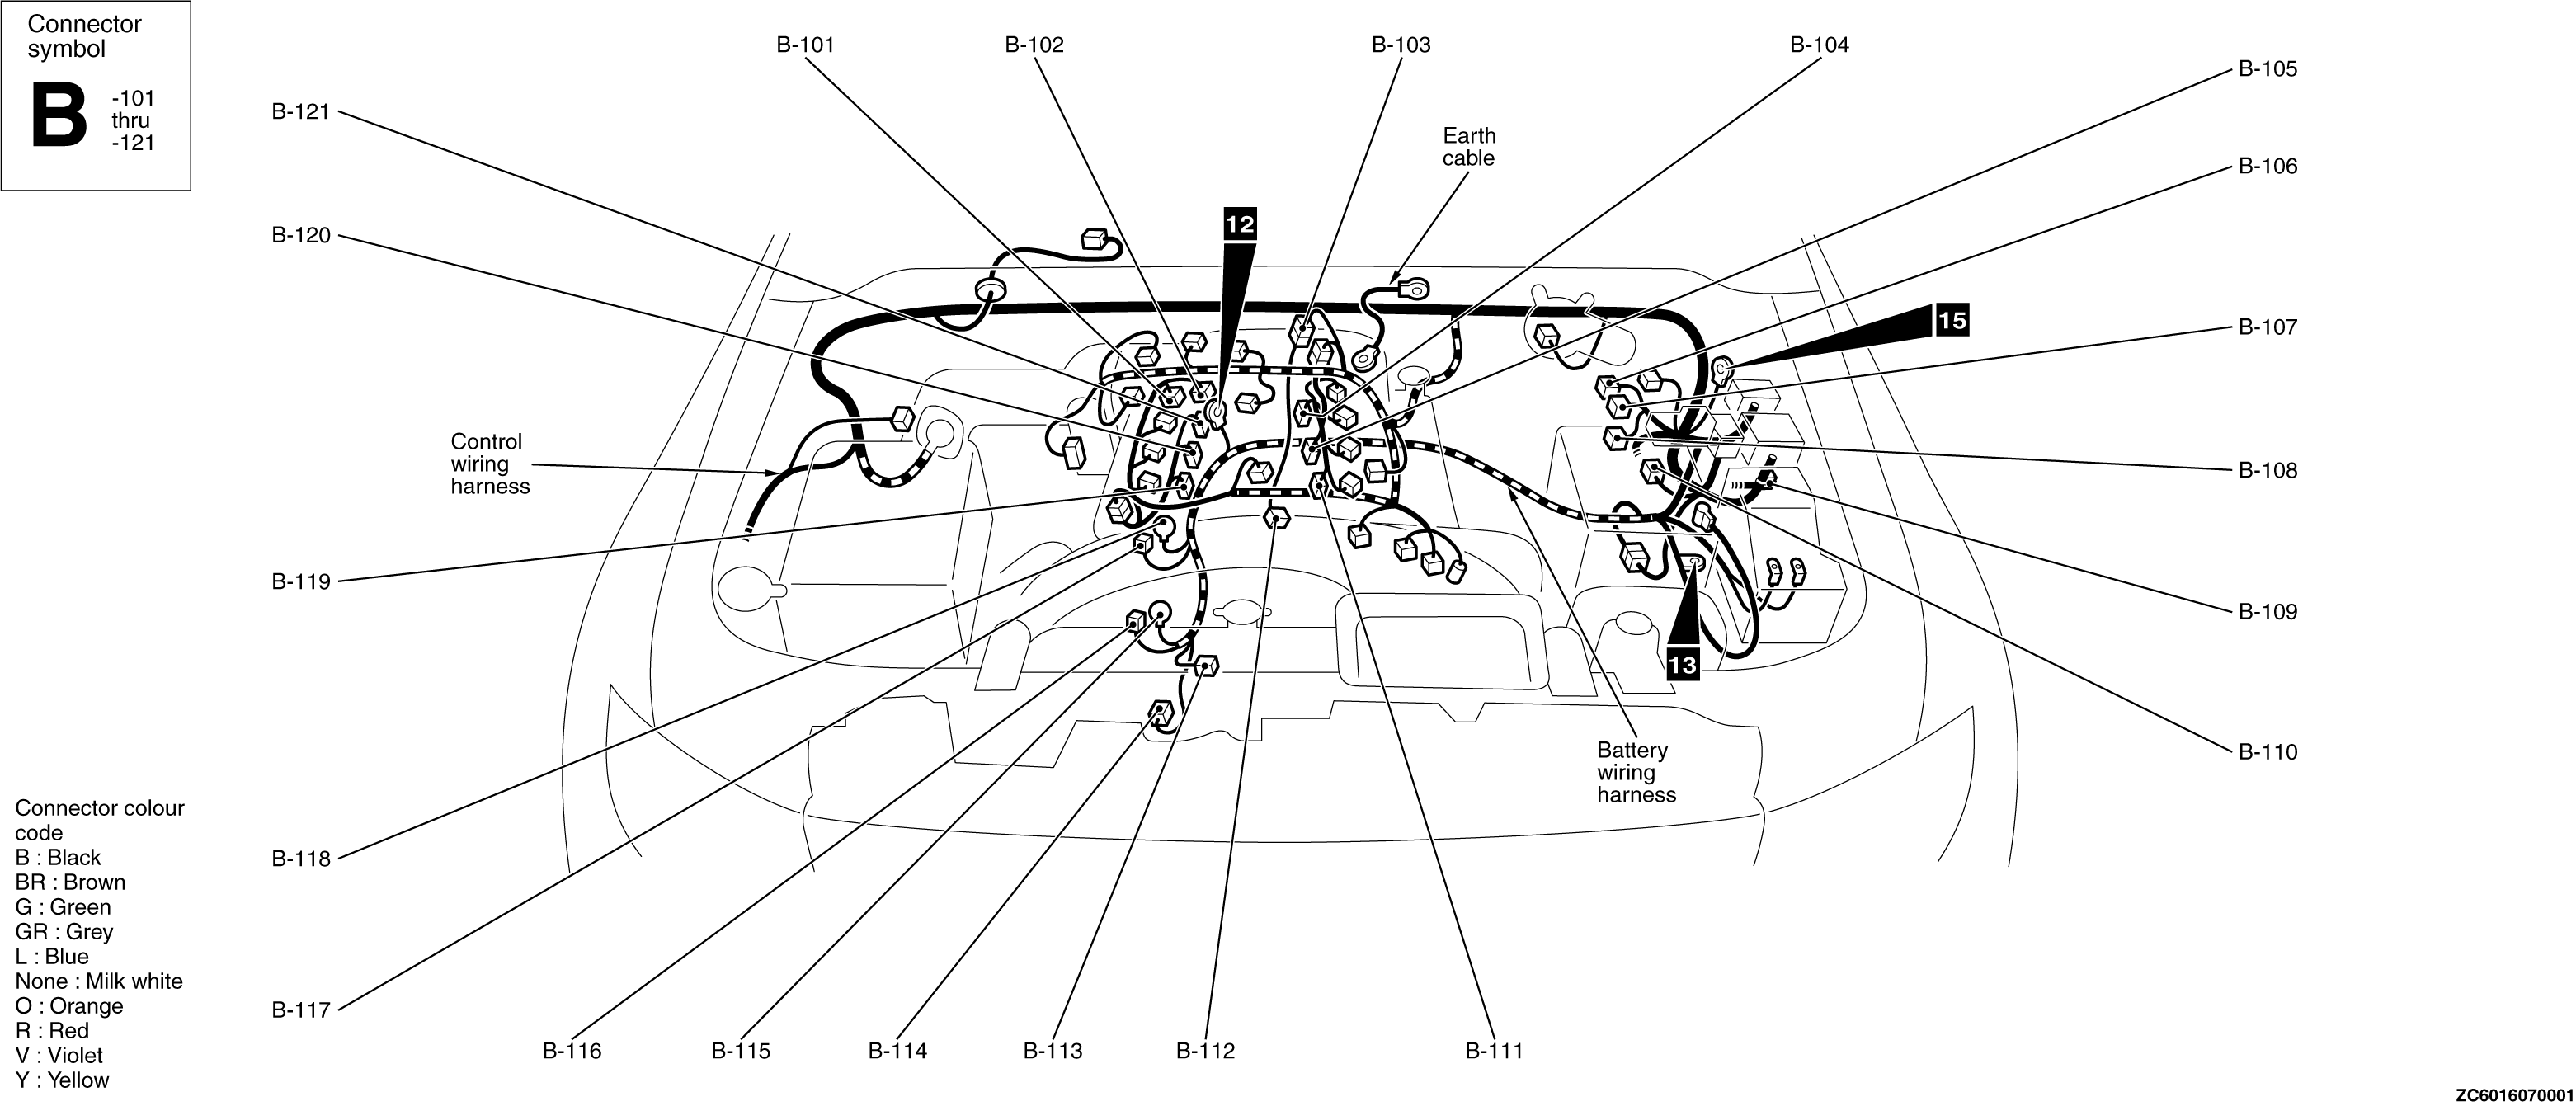 Connector
symbol
B
-101
thru
-121
B-101
B-102
B-103
B-104
B-105
B-106
B-107
B-108
B-109
B-110
B-111
B-112
B-113
B-114
B-115
B-116
B-117
B-118
B-119
B-120
B-121
Earth
cable
12
15
13
Control
wiring
harness
Battery
wiring
harness
Connector colour
code
B : Black
BR : Brown
G : Green
GR : Grey
L : Blue
None : Milk white
O : Orange
R : Red
V : Violet
Y : Yellow
ZC6016070001